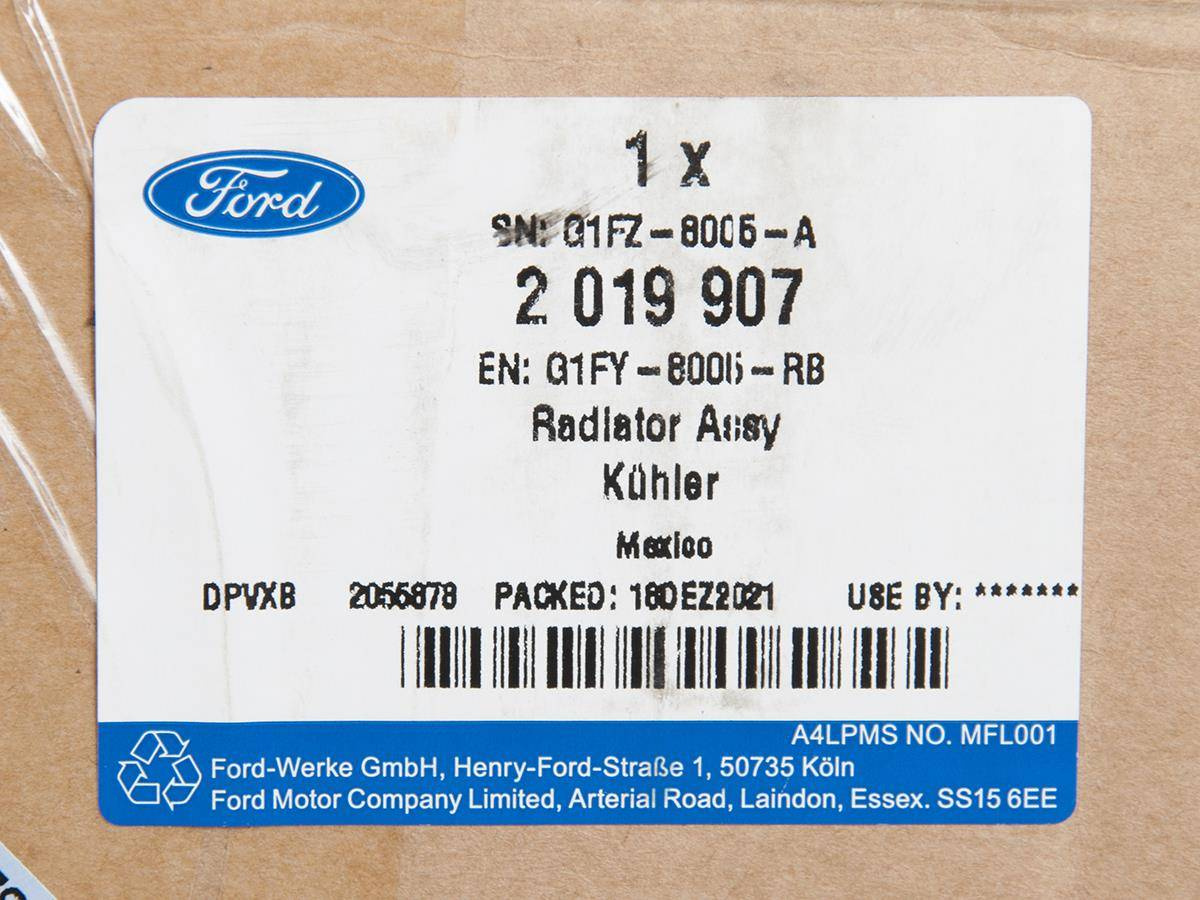 Ford
1 x
SN: G1FZ-8005-A
2 019 907
EN: G1FY-8005-RB
Radiator Assy
Kühler
Mexico
DPVXB 2055878 PACKED: 16DEZ2021 USE BY: *******
A4LPMS NO. MFL001
Ford-Werke GmbH, Henry-Ford-Straße 1, 50735 Köln
Ford Motor Company Limited, Arterial Road, Laindon, Essex. SS15 6EE